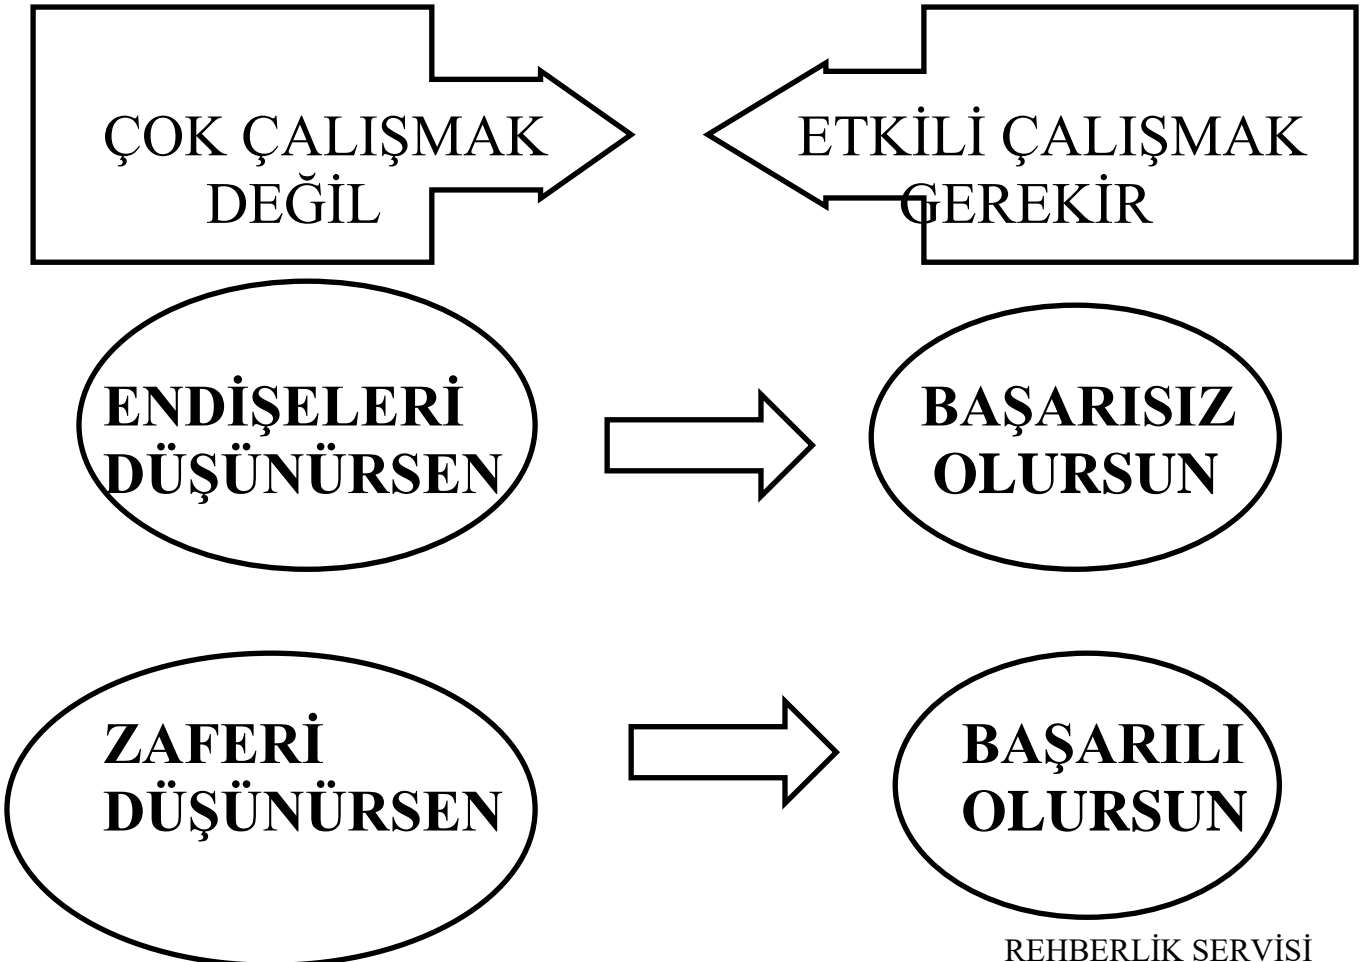 ÇOK ÇALIŞMAK
DEĞİL
ETKİLİ ÇALIŞMAK
GEREKİR
ENDİŞELERİ
DÜŞÜNÜRSEN
BAŞARISIZ
OLURSUN
ZAFERİ
DÜŞÜNÜRSEN
BAŞARILI
OLURSUN
REHBERLİK SERVİSİ